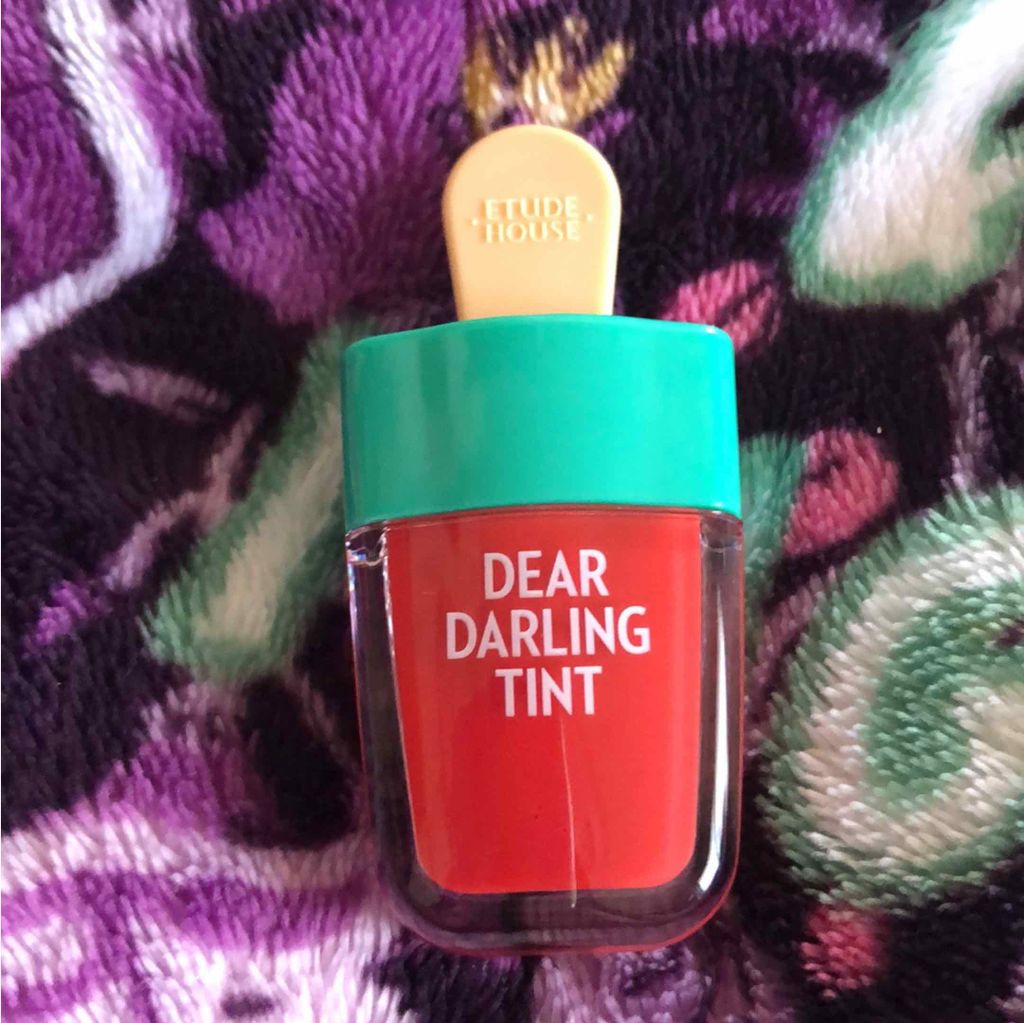 ·ETUDE·
HOUSE
DEAR
DARLING
TINT